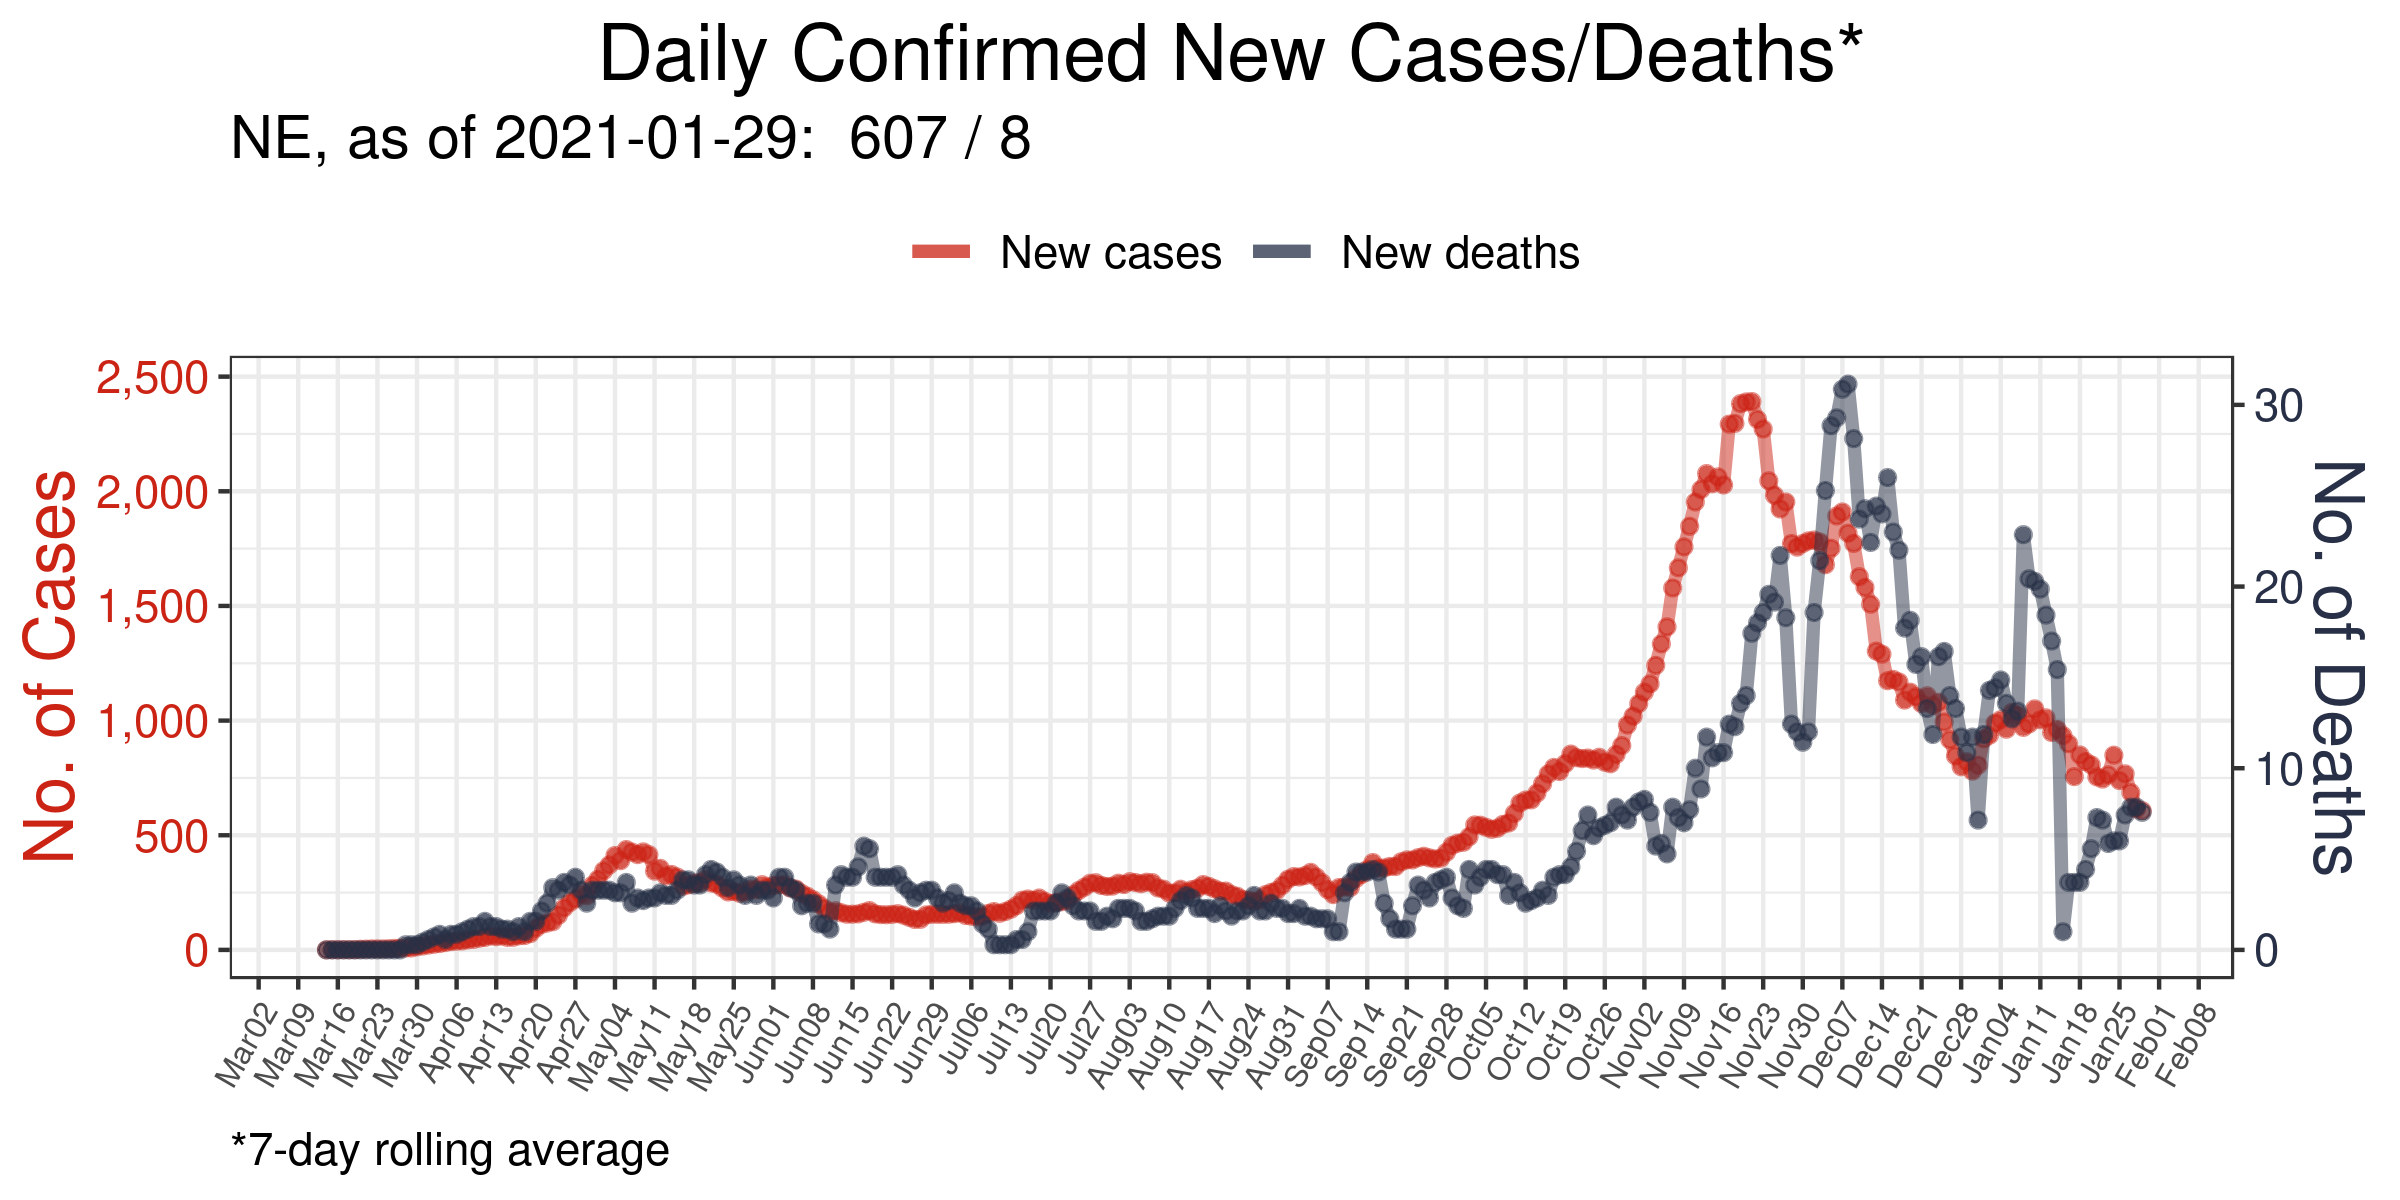 Daily Confirmed New Cases/Deaths*
NE, as of 2021-01-29:  607 / 8
New cases
New deaths
No. of Cases
2,500
2,000
1,500
1,000
500
0
30
20
10
0
No. of Deaths
Mar02
Mar09
Mar16
Mar23
Mar30
Apr06
Apr13
Apr20
Apr27
May04
May11
May18
May25
Jun01
Jun08
Jun15
Jun22
Jun29
Jul06
Jul13
Jul20
Jul27
Aug03
Aug10
Aug17
Aug24
Aug31
Sep07
Sep14
Sep21
Sep28
Oct05
Oct12
Oct19
Oct26
Nov02
Nov09
Nov16
Nov23
Nov30
Dec07
Dec14
Dec21
Dec28
Jan04
Jan11
Jan18
Jan25
Feb01
Feb08
*7-day rolling average